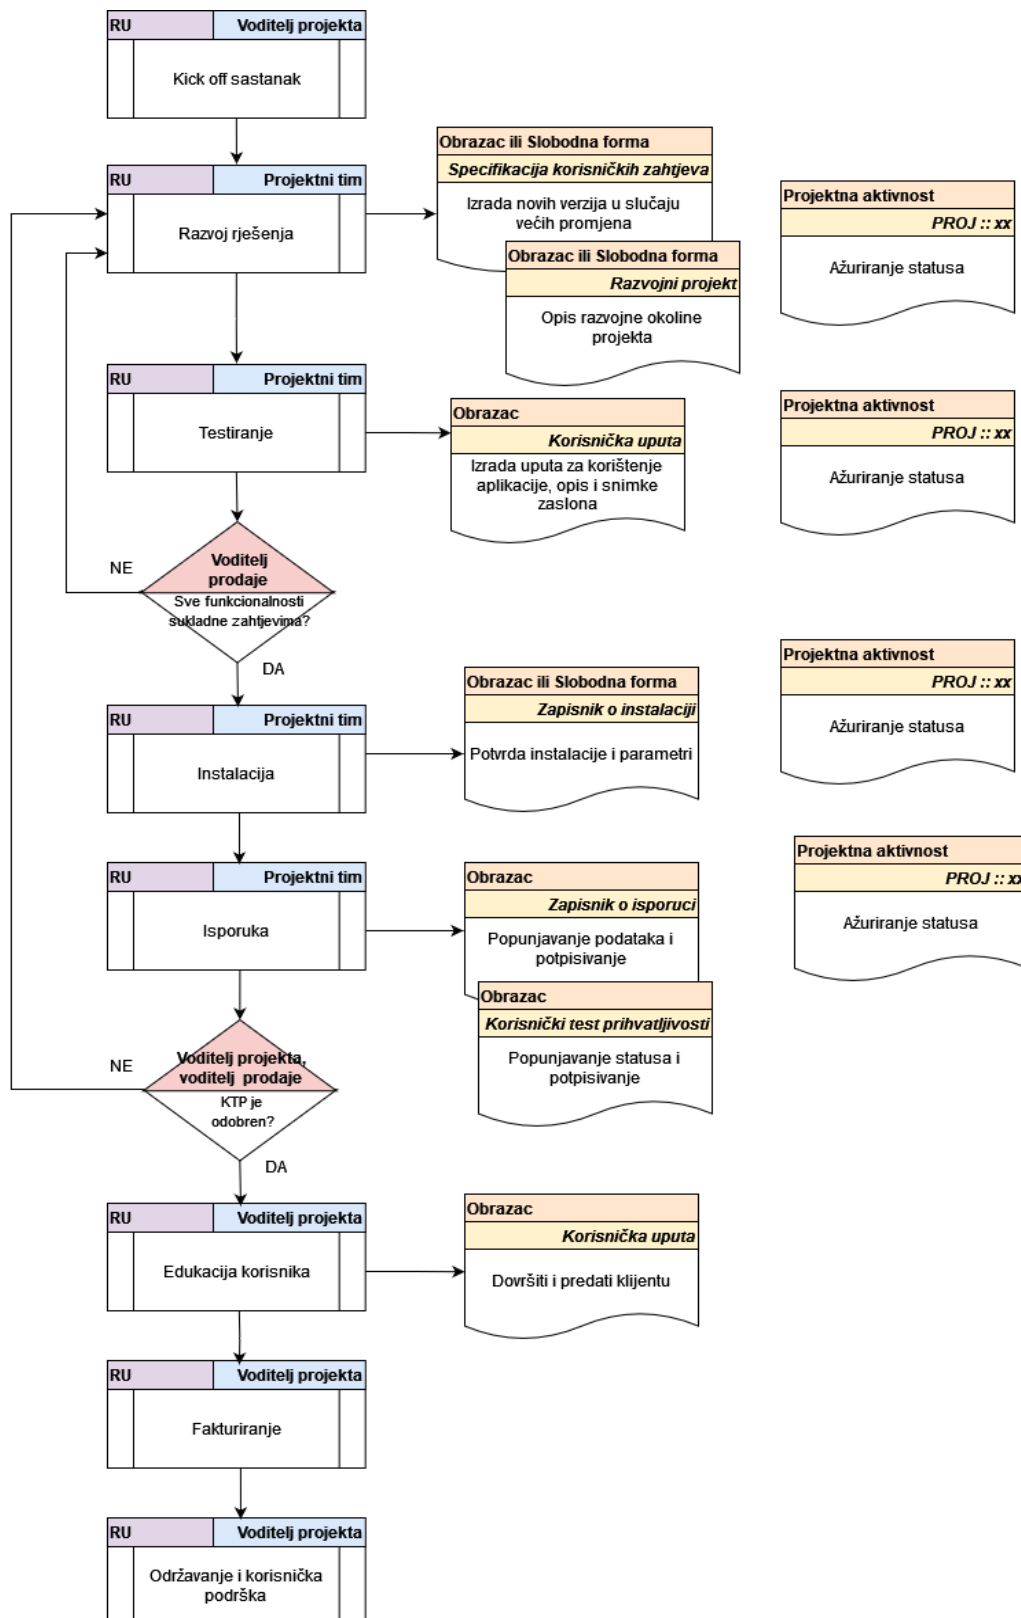 RU Voditelj projekta
Kick off sastanak
RU Projektni tim
Razvoj rješenja
Obrazac ili Slobodna forma
Specifikacija korisničkih zahtjeva
Izrada novih verzija u slučaju
većih promjena
Obrazac ili Slobodna forma
Razvojni projekt
Opis razvojne okoline
projekta
Projektna aktivnost
PROJ :: xx
Ažuriranje statusa
RU Projektni tim
Testiranje
Obrazac
Korisnička uputa
Izrada uputa za korištenje
aplikacije, opis i snimke
zaslona
Projektna aktivnost
PROJ :: xx
Ažuriranje statusa
NE
Voditelj
prodaje
Sve funkcionalnosti
sukladne zahtjevima?
DA
RU Projektni tim
Instalacija
Obrazac ili Slobodna forma
Zapisnik o instalaciji
Potvrda instalacije i parametri
Projektna aktivnost
PROJ :: xx
Ažuriranje statusa
RU Projektni tim
Isporuka
Obrazac
Zapisnik o isporuci
Popunjavanje podataka i
potpisivanje
Obrazac
Korisnički test prihvatljivosti
Popunjavanje statusa i
potpisivanje
Projektna aktivnost
PROJ :: xx
Ažuriranje statusa
NE
Voditelj projekta,
voditelj prodaje
KTP je
odobren?
DA
RU Voditelj projekta
Edukacija korisnika
Obrazac
Korisnička uputa
Dovršiti i predati klijentu
RU Voditelj projekta
Fakturiranje
RU Voditelj projekta
Održavanje i korisnička
podrška